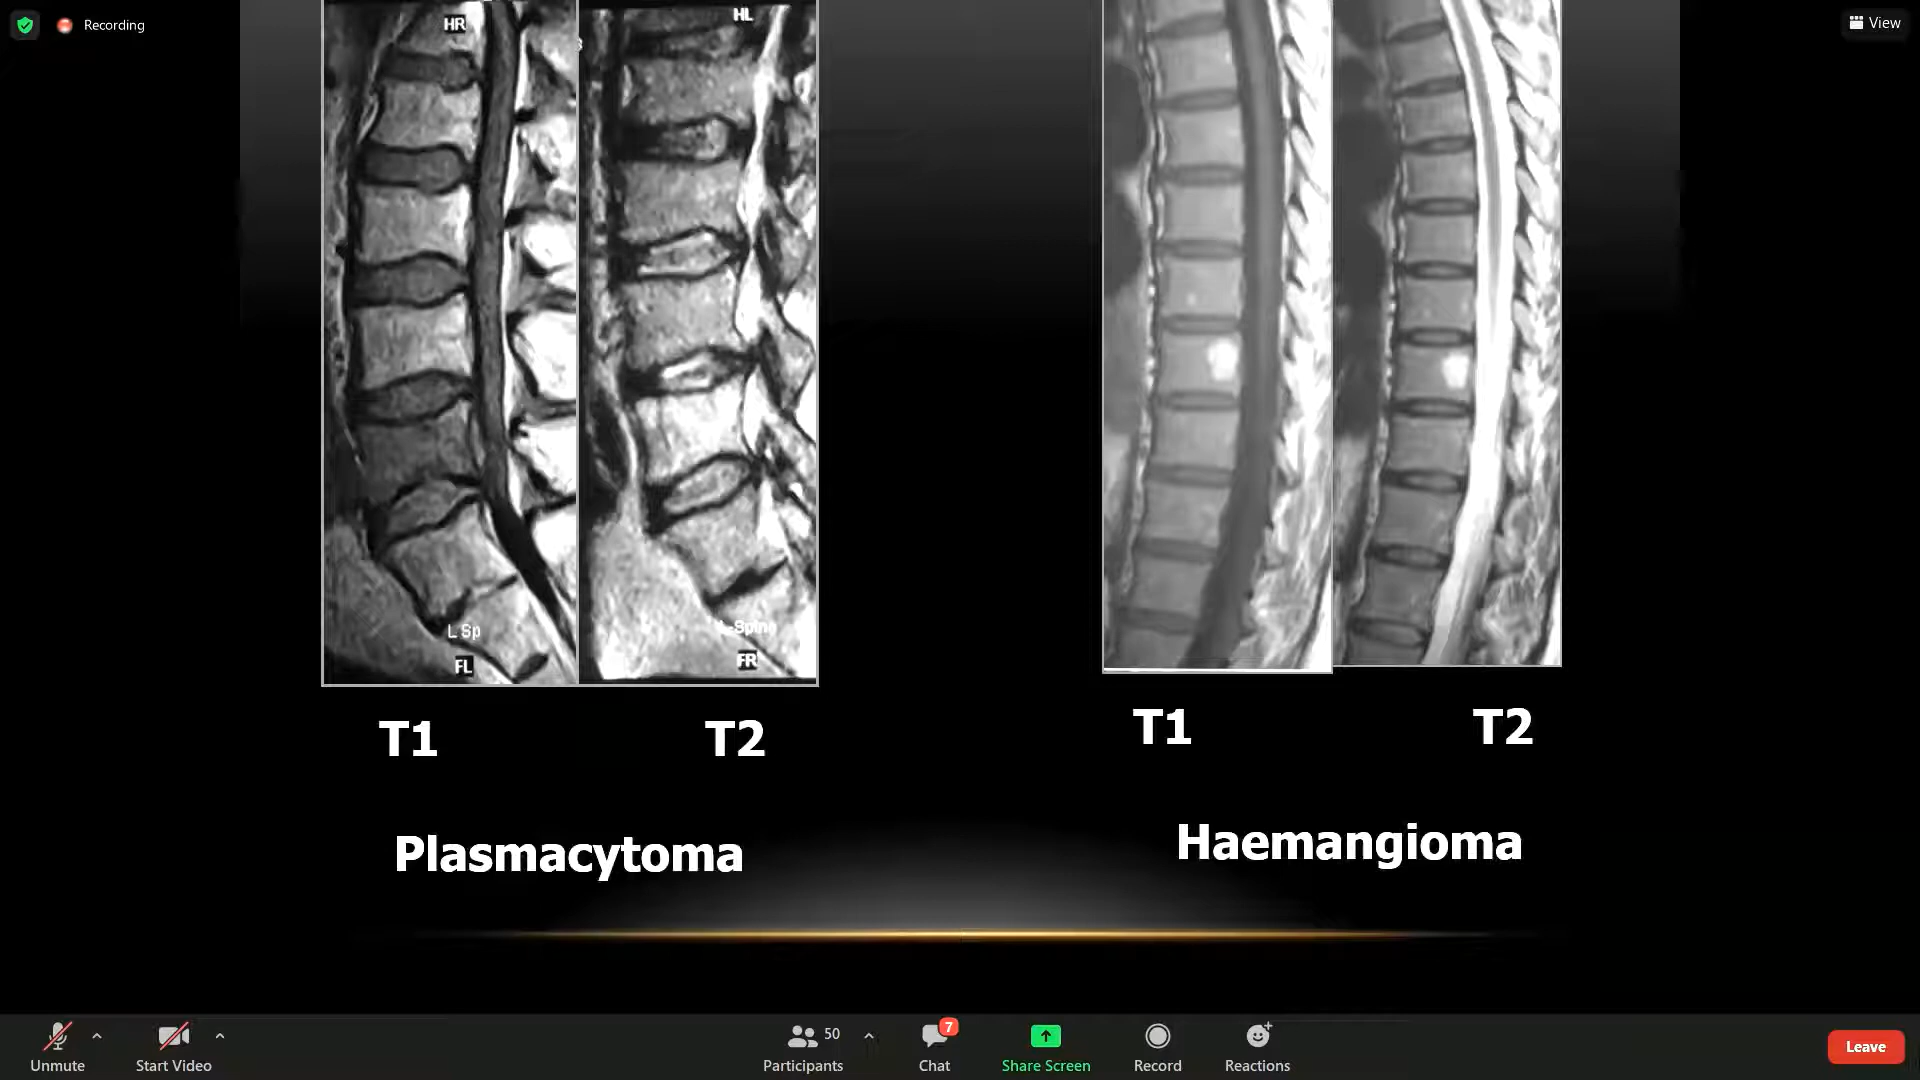 Recording
View
HR
HL
L Sp
FL
L-Spine
FR
T1
T2
T1
T2
Plasmacytoma
Haemangioma
Unmute
Start Video
50
Participants
7
Chat
Share Screen
Record
Reactions
Leave